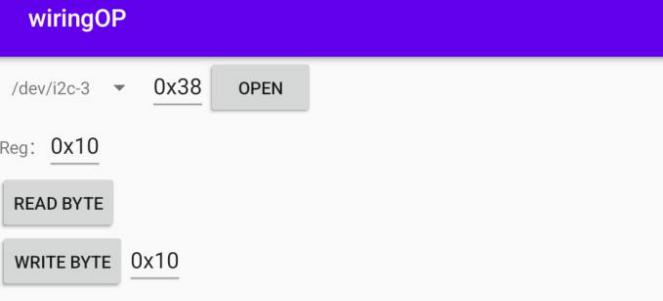 wiringOP
/dev/i2c-3 0x38 OPEN
Reg: 0x10
READ BYTE
WRITE BYTE 0x10